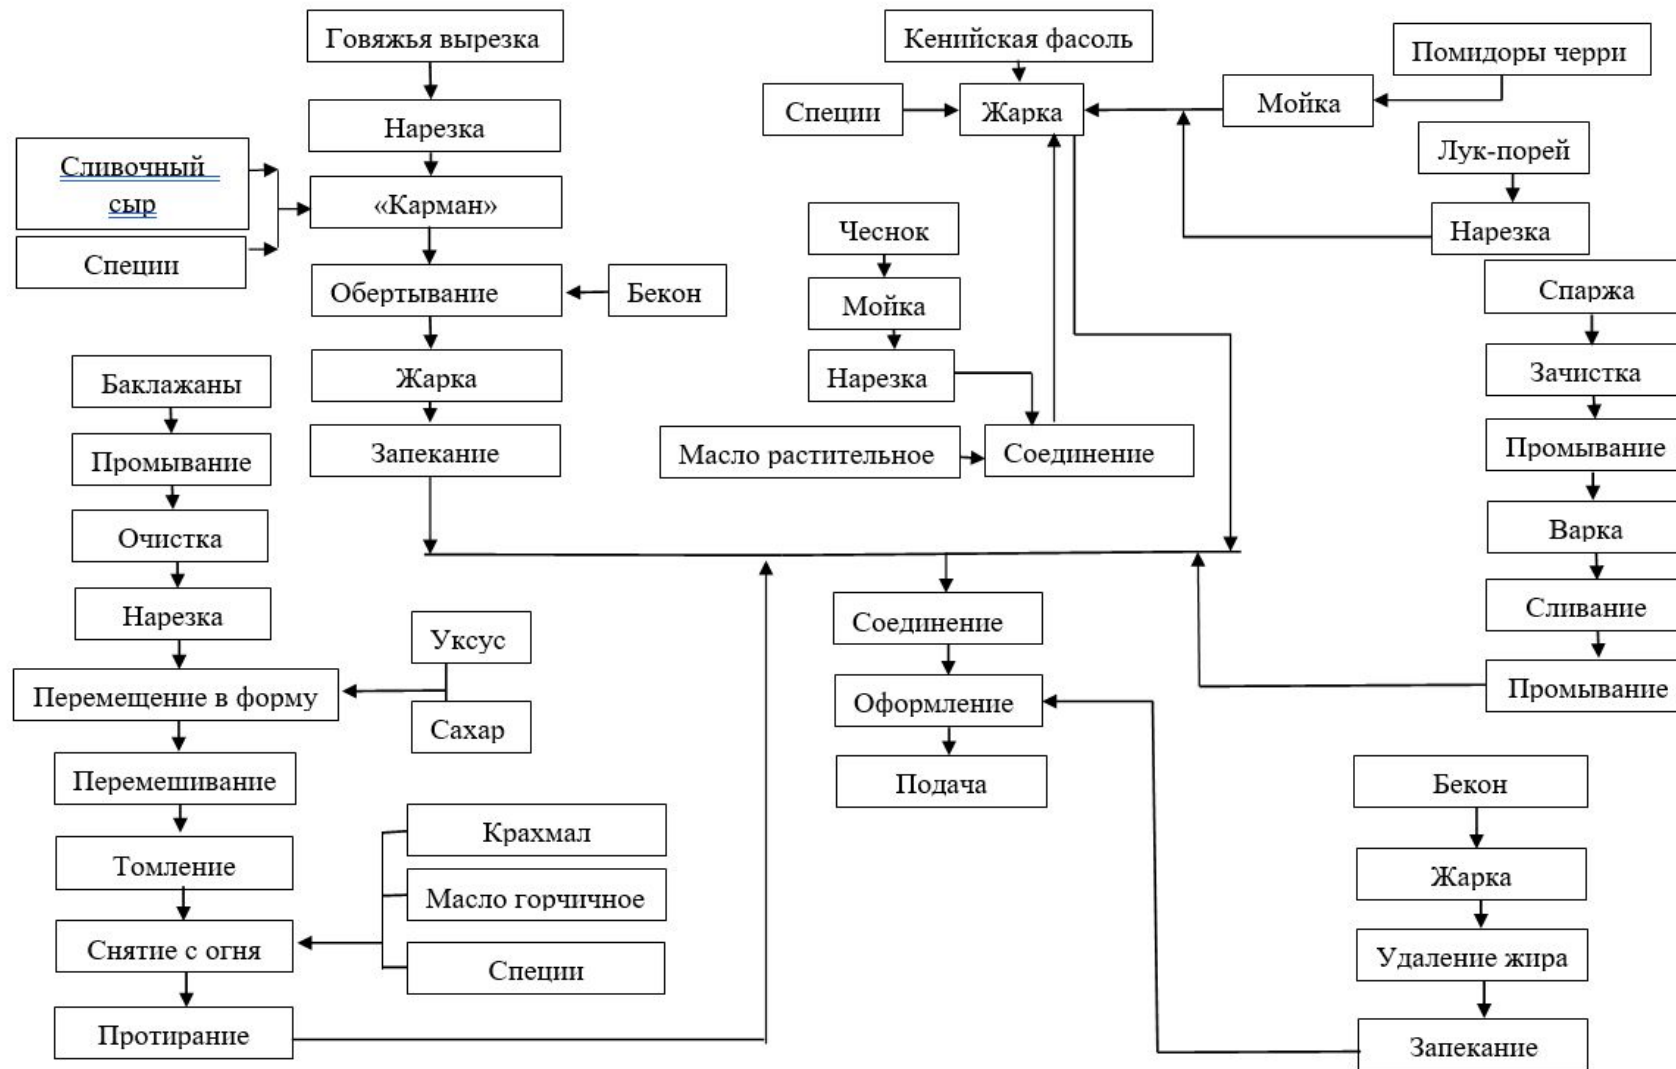 Говяжья вырезка
Нарезка
Сливочный
сыр
Специи
«Карман»
Обертывание
Бекон
Жарка
Запекание
Баклажаны
Промывание
Очистка
Нарезка
Перемещение в форму
Уксус
Сахар
Перемешивание
Томление
Крахмал
Масло горчичное
Специи
Снятие с огня
Протирание
Кенийская фасоль
Специи
Жарка
Мойка
Помидоры черри
Лук-порей
Нарезка
Чеснок
Мойка
Нарезка
Масло растительное
Соединение
Спаржа
Зачистка
Промывание
Варка
Сливание
Промывание
Соединение
Оформление
Подача
Бекон
Жарка
Удаление жира
Запекание